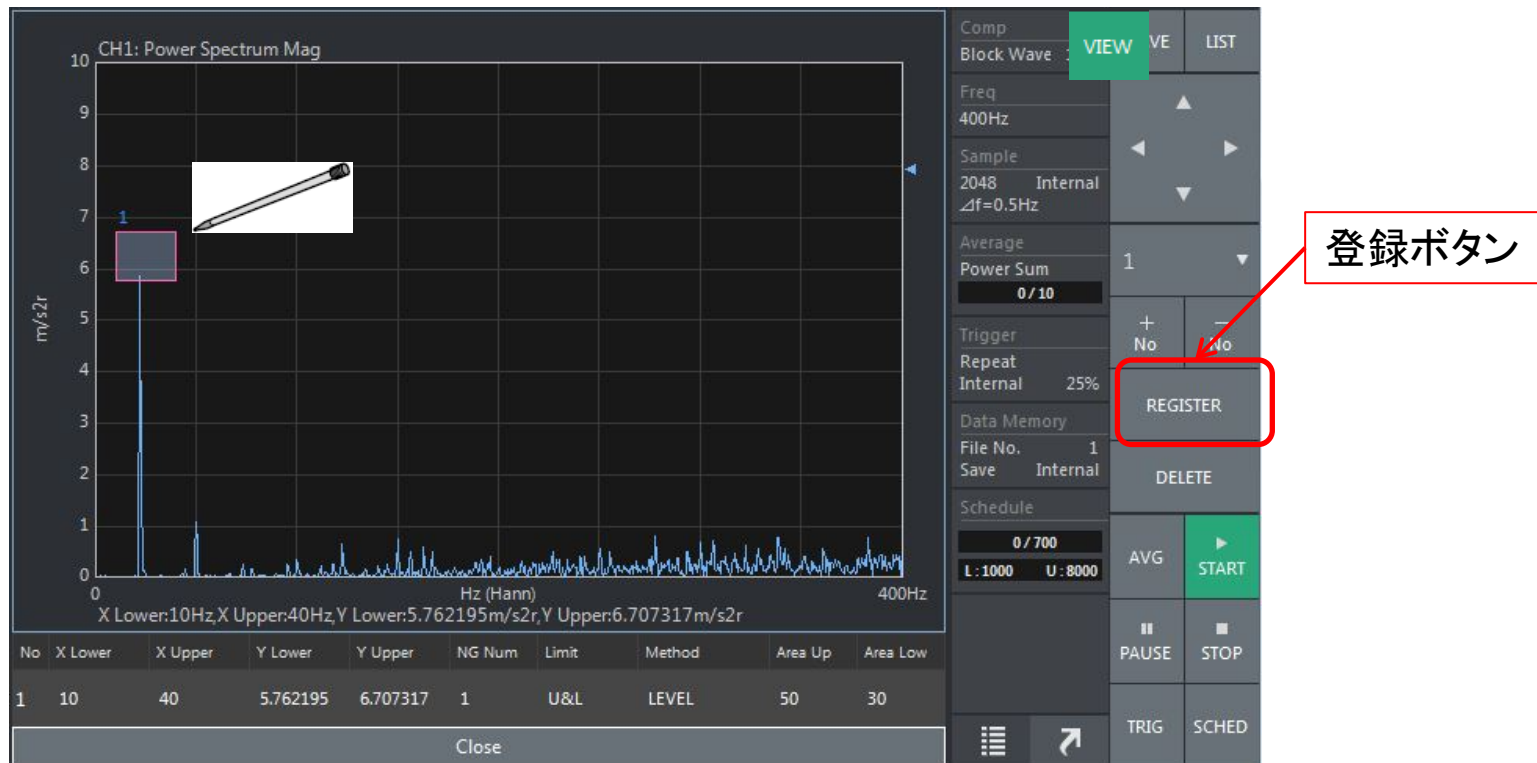 CH1: Power Spectrum Mag
10
9
8
7
1
6
5
4
3
2
1
0
m/s2r
0
Hz (Hann)
400Hz
X Lower:10Hz,X Upper:40Hz,Y Lower:5.762195m/s2r,Y Upper:6.707317m/s2r
No X Lower X Upper Y Lower Y Upper NG Num Limit Method Area Up Area Low
1 10 40 5.762195 6.707317 1 U&L LEVEL 50 30
Close
Comp
Block Wave
Freq
400Hz
Sample
2048 Internal
⊿f=0.5Hz
Average
Power Sum
0 / 10
Trigger
Repeat
Internal 25%
Data Memory
File No. 1
Save Internal
Schedule
0 / 700
L : 1000 U : 8000
VIEW VE LIST
1
+ −
No No
REGISTER
DELETE
AVG START
PAUSE STOP
TRIG SCHED
登録ボタン